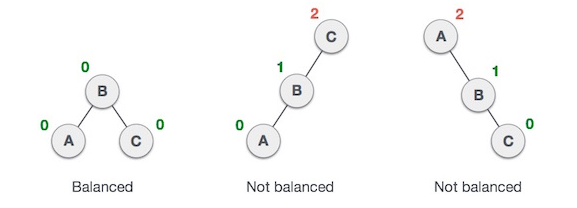 2 2
C A
0 1 1
B B B
0 0 0 0
A C A C
Balanced Not balanced Not balanced